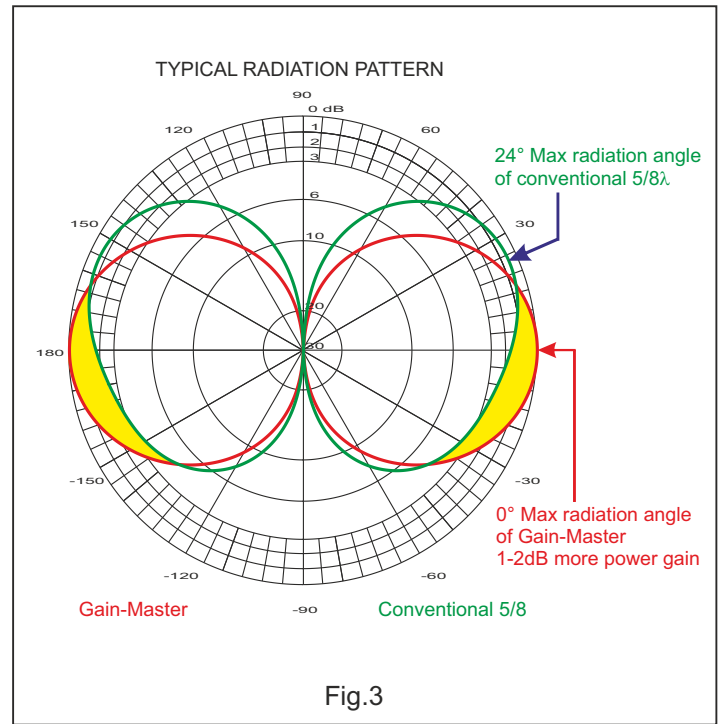 TYPICAL RADIATION PATTERN
90
0 dB
120
1
60
2
3
24° Max radiation angle
of conventional 5/8λ
6
150
30
10
20
180
30
0° Max radiation angle
of Gain-Master
1-2dB more power gain
-150
-30
-120
-60
-90
Gain-Master
Conventional 5/8
Fig.3